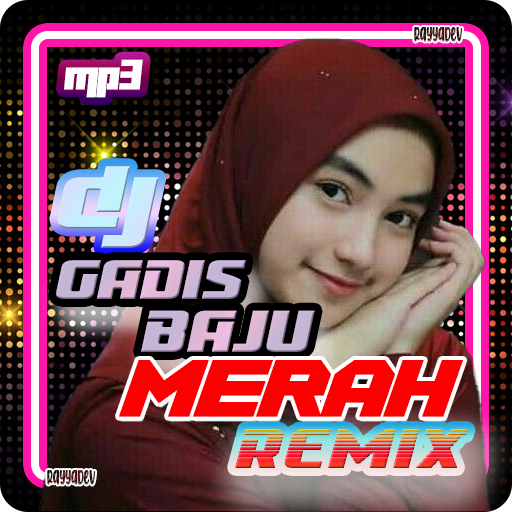 RAYYADEV
mp3
dj
GADIS
BAJU
MERAH
REMIX
RAYYADEV